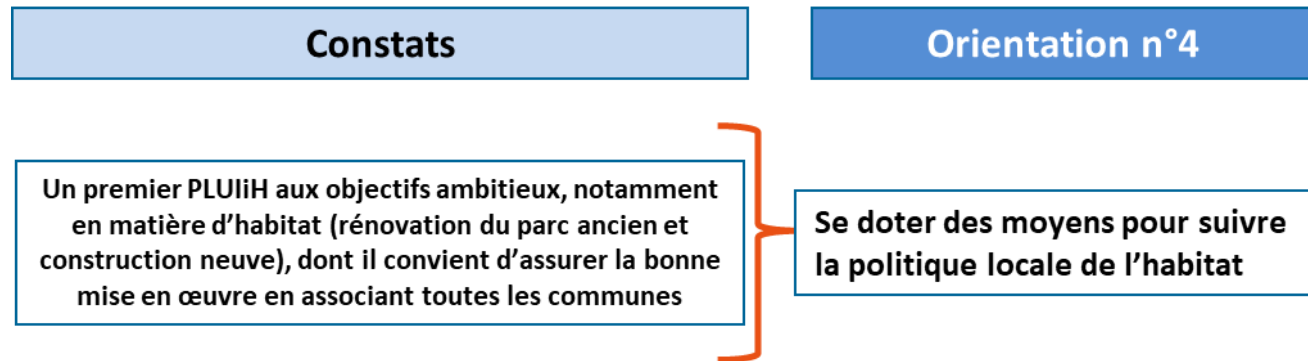 Constats
Orientation n°4
Un premier PLUIiH aux objectifs ambitieux, notamment
en matière d’habitat (rénovation du parc ancien et
construction neuve), dont il convient d’assurer la bonne
mise en œuvre en associant toutes les communes
Se doter des moyens pour suivre
la politique locale de l’habitat